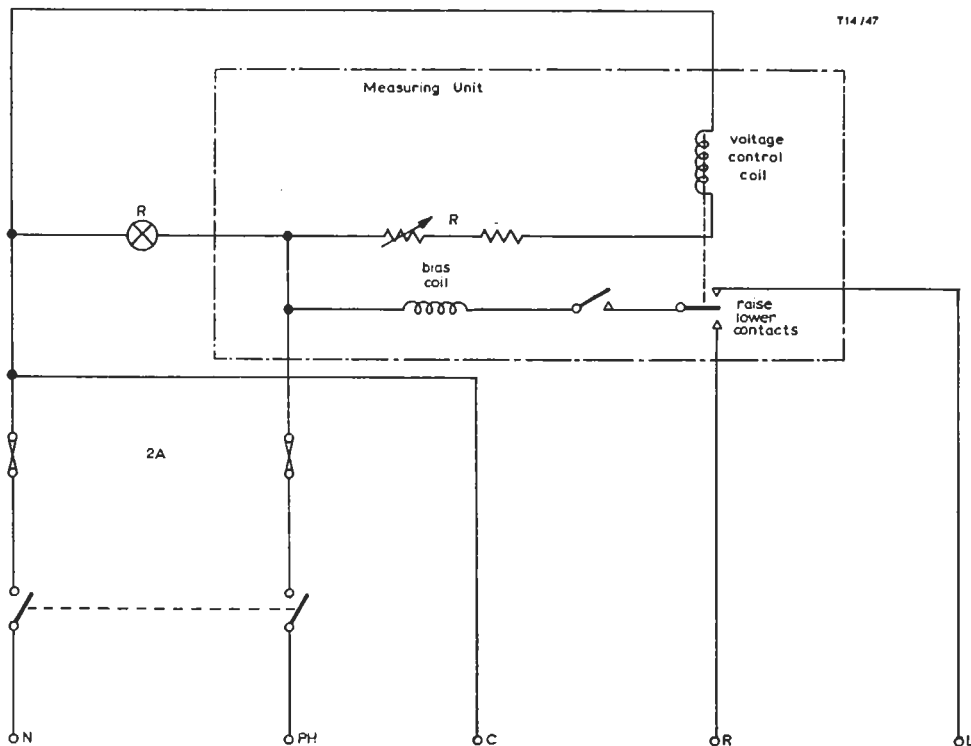 T14/47
Measuring Unit
voltage
control
coil
R
R
bias
coil
raise
lower
contacts
2A
N
PH
C
R
L